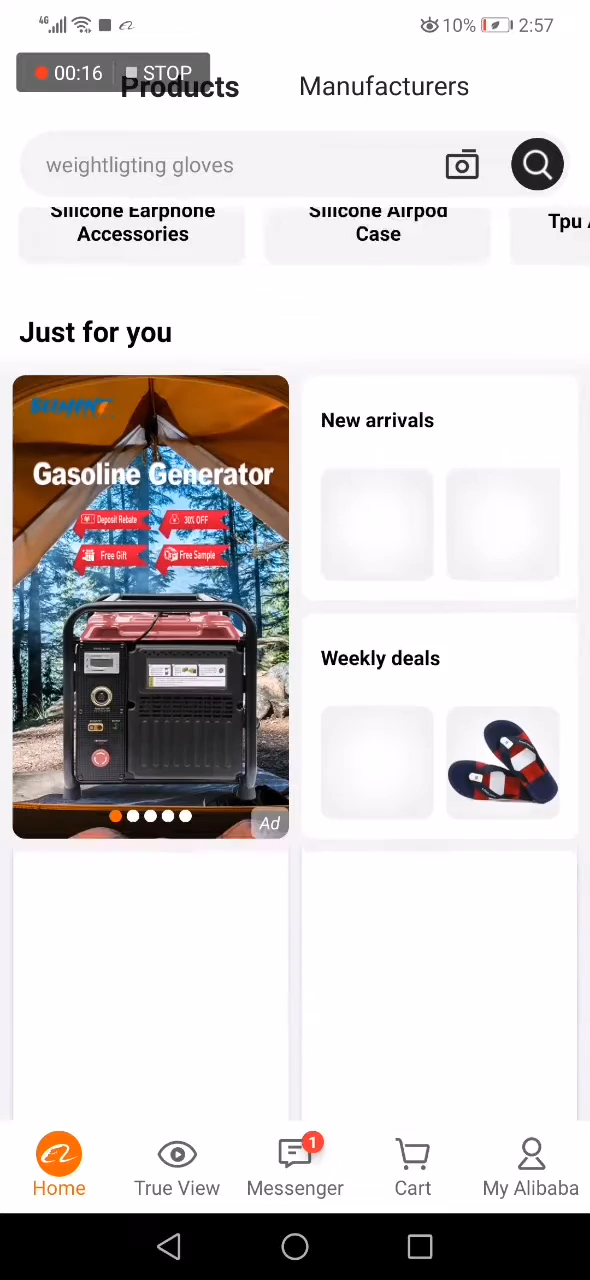 4G
10%
2:57
00:16
STOP
Products
Manufacturers
weightligting gloves
Silicone Earphone
Accessories
Silicone Airpod
Case
Tpu
Just for you
Gasoline Generator
Deposit Rebate
30% OFF
Free Gift
Free Sample
Ad
New arrivals
Weekly deals
Home
True View
1
Messenger
Cart
My Alibaba